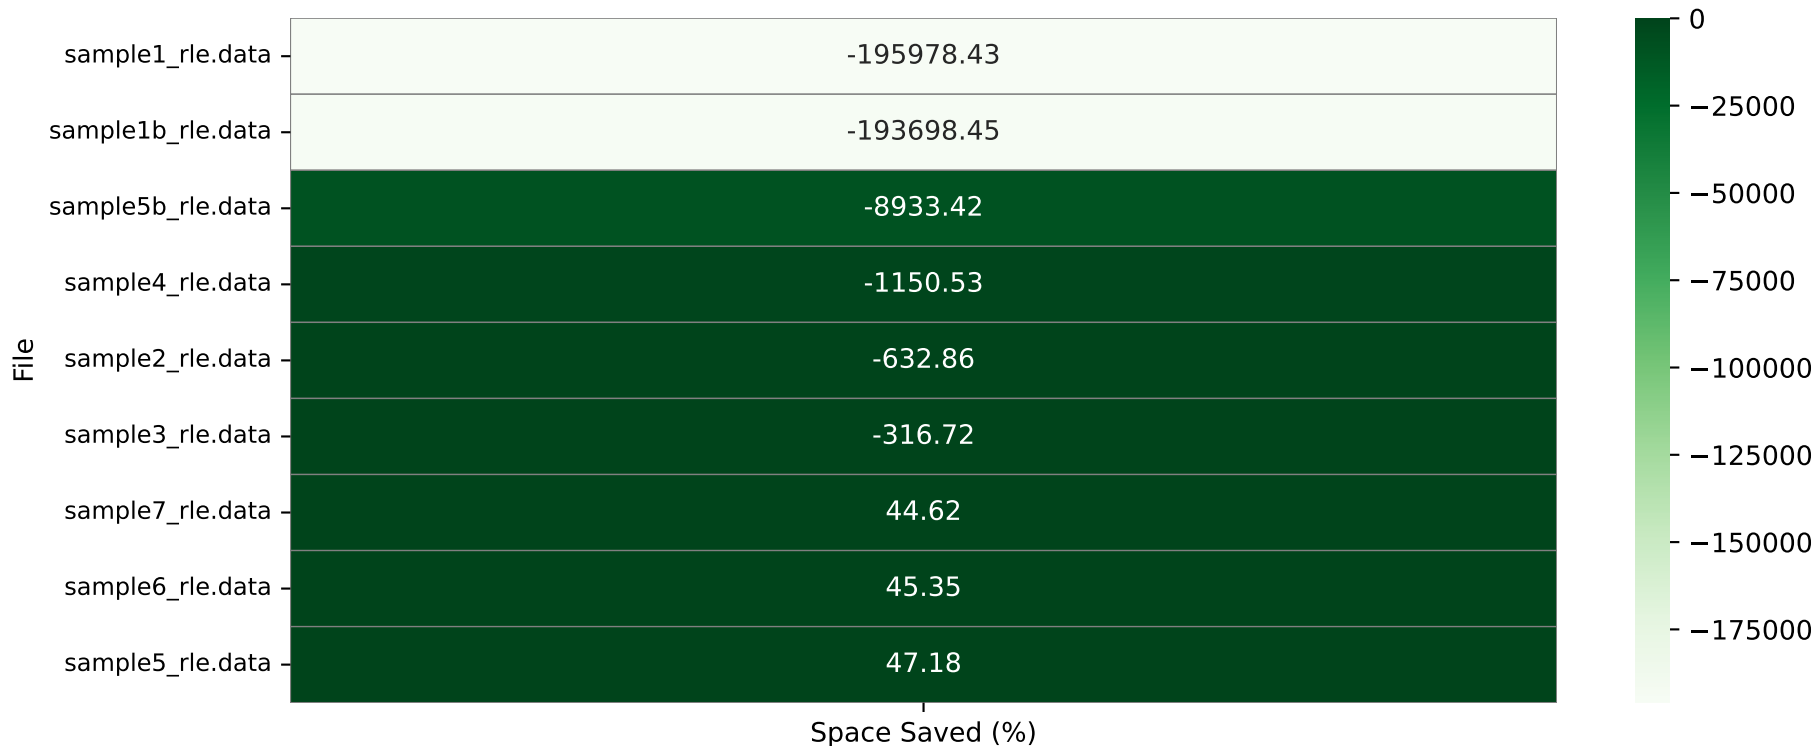 File
sample1_rle.data -195978.43
sample1b_rle.data -193698.45
sample5b_rle.data -8933.42
sample4_rle.data -1150.53
sample2_rle.data -632.86
sample3_rle.data -316.72
sample7_rle.data 44.62
sample6_rle.data 45.35
sample5_rle.data 47.18
Space Saved (%)
0
−25000
−50000
−75000
−100000
−125000
−150000
−175000